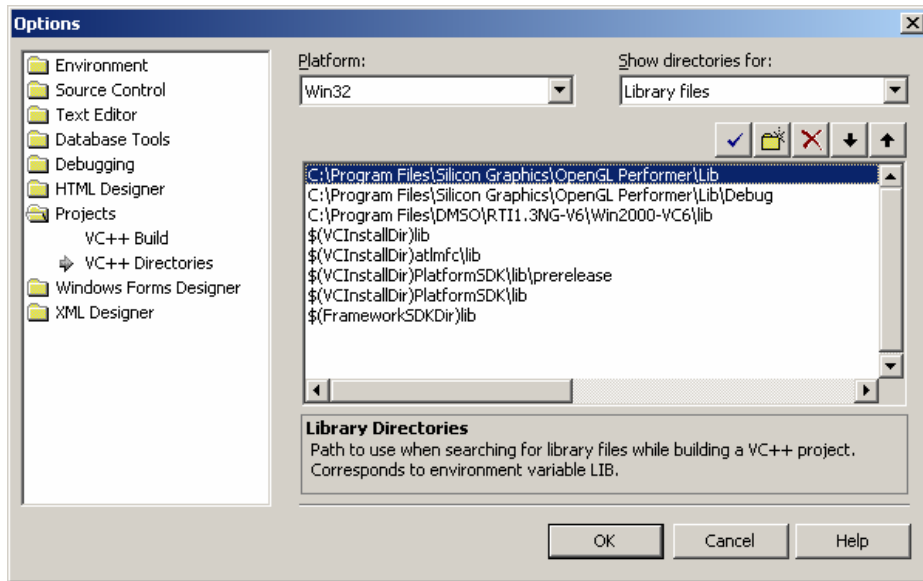 Options
Environment
Source Control
Text Editor
Database Tools
Debugging
HTML Designer
Projects
VC++ Build
VC++ Directories
Windows Forms Designer
XML Designer
Platform:
Win32
Show directories for:
Library files
C:\Program Files\Silicon Graphics\OpenGL Performer\Lib
C:\Program Files\Silicon Graphics\OpenGL Performer\Lib\Debug
C:\Program Files\DMSO\RTI1.3NG-V6\Win2000-VC6\lib
$(VCInstallDir)lib
$(VCInstallDir)atlmfc\lib
$(VCInstallDir)PlatformSDK\lib\prerelease
$(VCInstallDir)PlatformSDK\lib
$(FrameworkSDKDir)lib
Library Directories
Path to use when searching for library files while building a VC++ project.
Corresponds to environment variable LIB.
OK
Cancel
Help